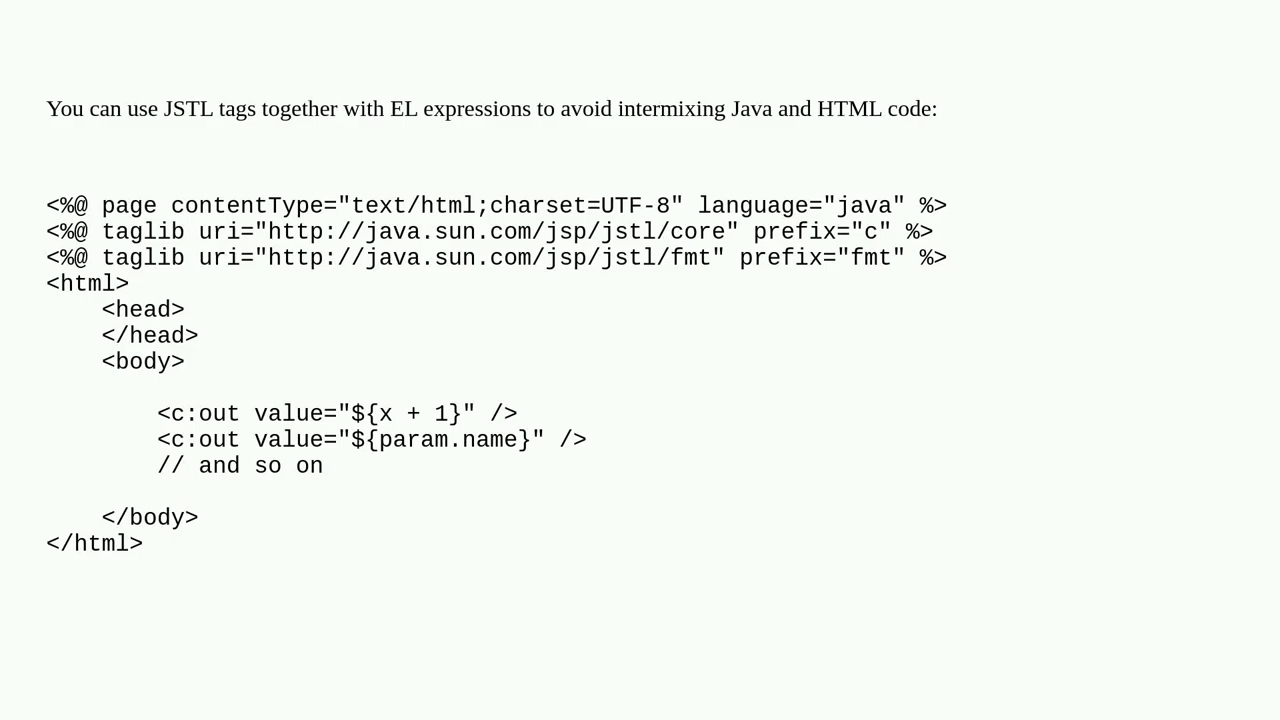 You can use JSTL tags together with EL expressions to avoid intermixing Java and HTML code:
<%@ page contentType="text/html;charset=UTF-8" language="java" %>
<%@ taglib uri="http://java.sun.com/jsp/jstl/core" prefix="c" %>
<%@ taglib uri="http://java.sun.com/jsp/jstl/fmt" prefix="fmt" %>
<html>
    <head>
    </head>
    <body>
        <c:out value="${x + 1}" />
        <c:out value="${param.name}" />
        // and so on
    </body>
</html>